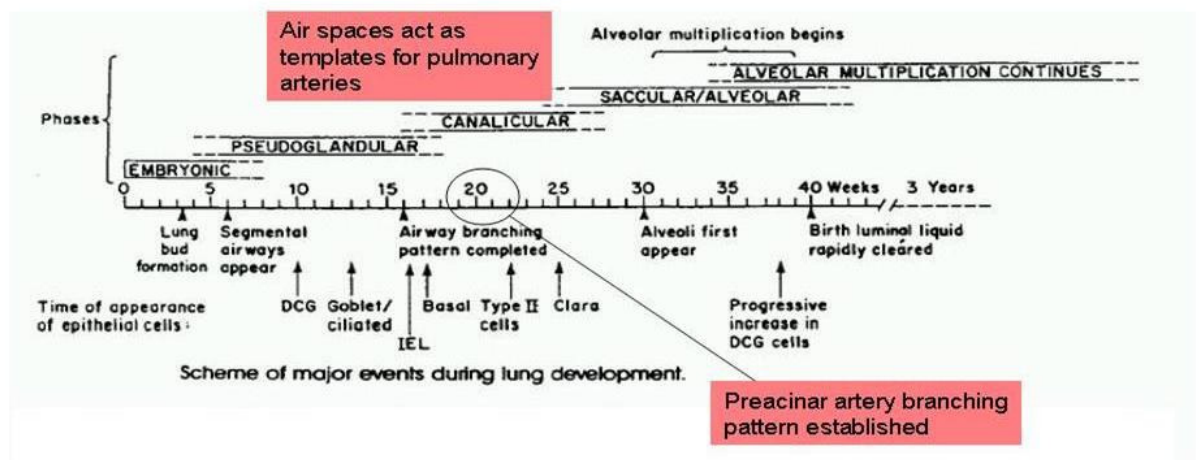 Air spaces act as
templates for pulmonary
arteries
Alveolar multiplication begins
ALVEOLAR MULTIPLICATION CONTINUES
SACCULAR/ALVEOLAR
Phases
CANALICULAR
PSEUDOGLANDULAR
EMBRYONIC
0 5 10 15 20 25 30 35 40 Weeks 3 Years
Lung
bud
formation
Segmental
airways
appear
Airway branching
pattern completed
Alveoli first
appear
Birth luminal liquid
rapidly cleared
Time of appearance
of epithelial cells:
DCG
Goblet/
ciliated
IEL
Basal
Type II
cells
Clara
Progressive
increase in
DCG cells
Scheme of major events during lung development.
Preacinar artery branching
pattern established